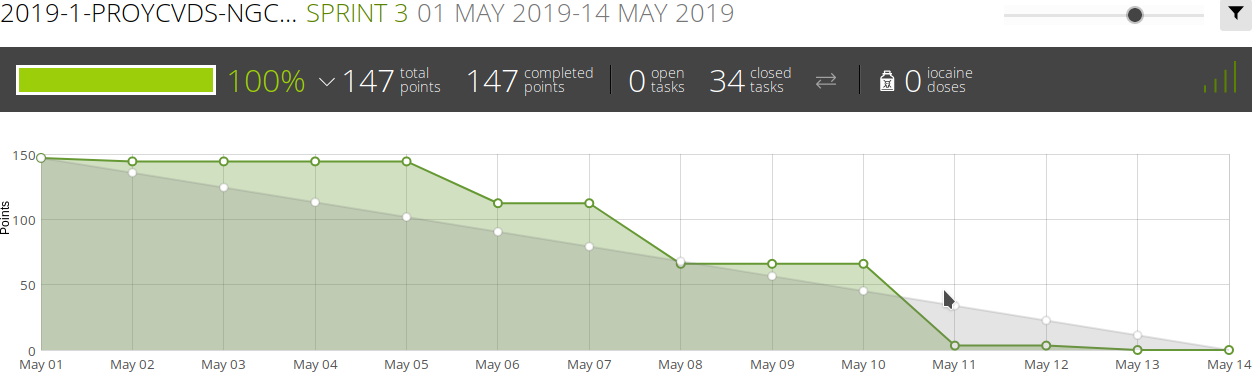 2019-1-PROYCVDS-NGC... SPRINT 3 01 MAY 2019-14 MAY 2019
100% 147 total points 147 completed points 0 open tasks 34 closed tasks 0 iocaine doses
150
100
50
0
Points
May 01 May 02 May 03 May 04 May 05 May 06 May 07 May 08 May 09 May 10 May 11 May 12 May 13 May 14